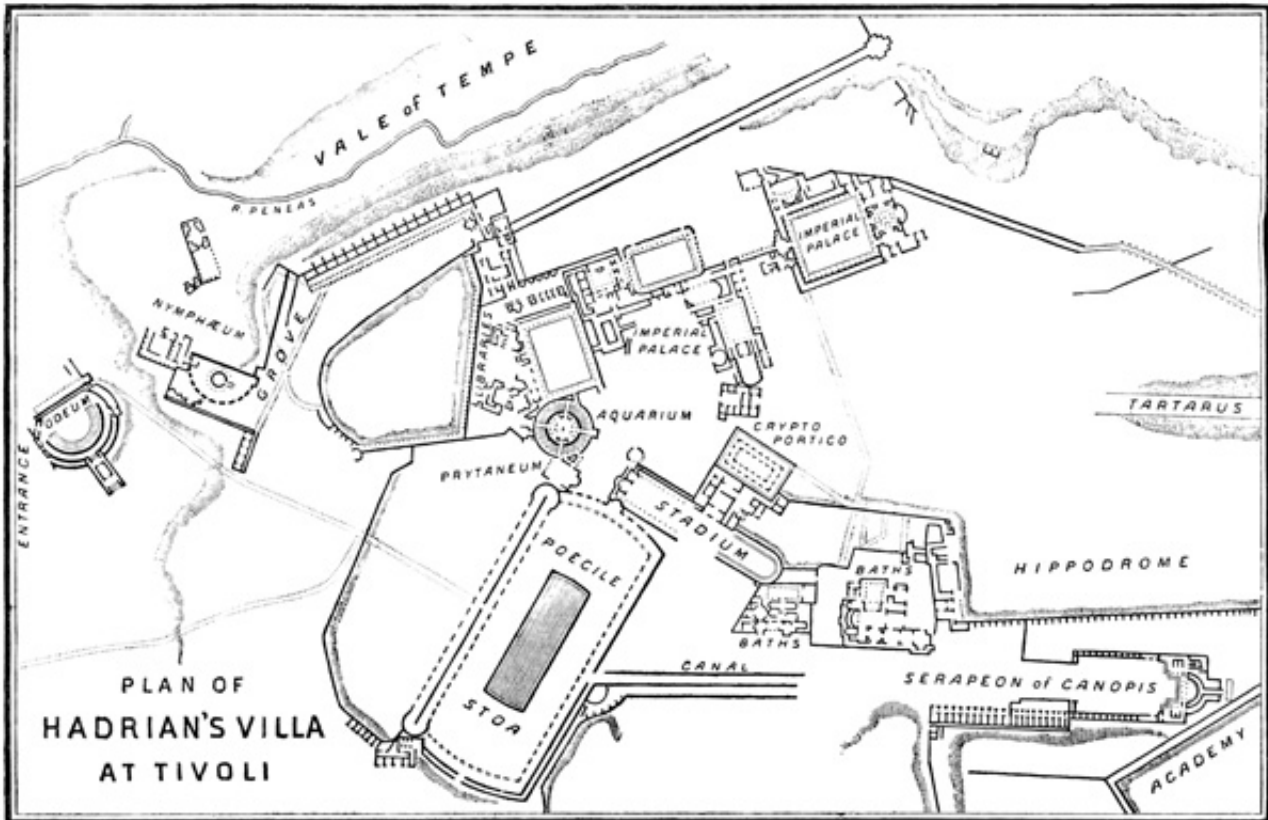 VALE of TEMPE
R. PENEAS
NYMPHÆUM
GROVE
ODEUM
ENTRANCE
LIBRARIES
IMPERIAL
PALACE
IMPERIAL
PALACE
AQUARIUM
PRYTANEUM
CRYPTO
PORTICO
STADIUM
TARTARUS
POECILE
STOA
BATHS
BATHS
HIPPODROME
CANAL
SERAPEON of CANOPIS
ACADEMY
PLAN OF
HADRIAN'S VILLA
AT TIVOLI